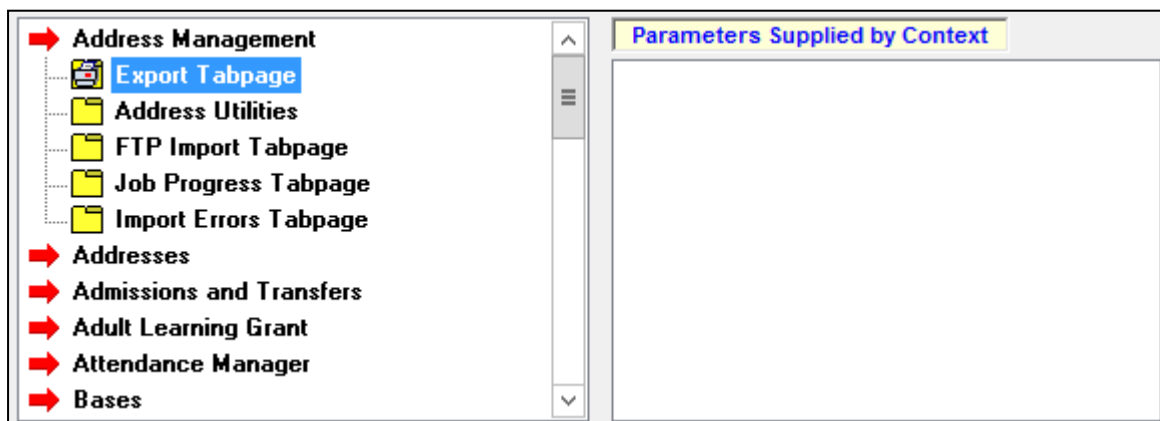 Address Management
Export Tabpage
Address Utilities
FTP Import Tabpage
Job Progress Tabpage
Import Errors Tabpage
Addresses
Admissions and Transfers
Adult Learning Grant
Attendance Manager
Bases
Parameters Supplied by Context